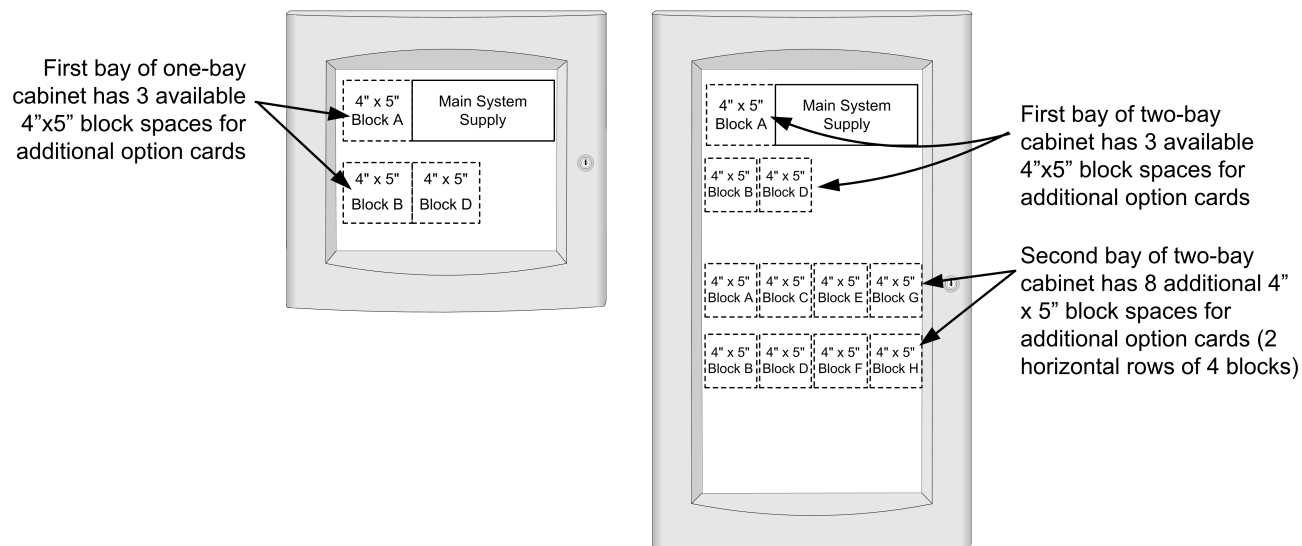 First bay of one-bay
cabinet has 3 available
4”x5” block spaces for
additional option cards
4" x 5"
Block A
Main System
Supply
4" x 5"
Block B
4" x 5"
Block D
4" x 5"
Block A
Main System
Supply
4" x 5"
Block B
4" x 5"
Block D
4" x 5"
Block A
4" x 5"
Block C
4" x 5"
Block E
4" x 5"
Block G
4" x 5"
Block B
4" x 5"
Block D
4" x 5"
Block F
4" x 5"
Block H
First bay of two-bay
cabinet has 3 available
4”x5” block spaces for
additional option cards
Second bay of two-bay
cabinet has 8 additional 4”
x 5” block spaces for
additional option cards (2
horizontal rows of 4 blocks)